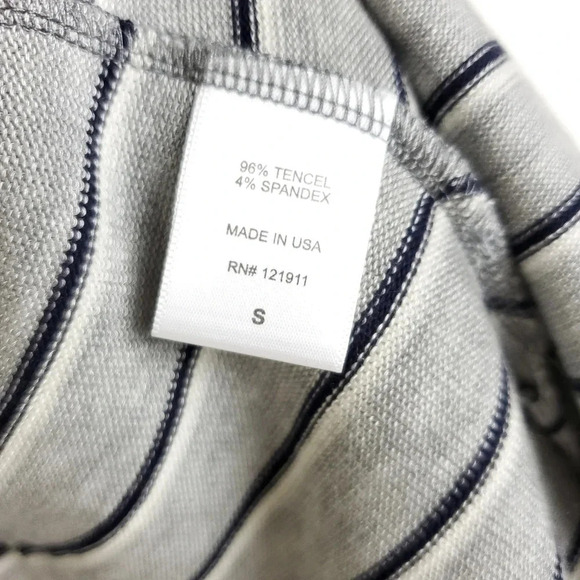 96% TENCEL
4% SPANDEX
MADE IN USA
RN# 121911
S